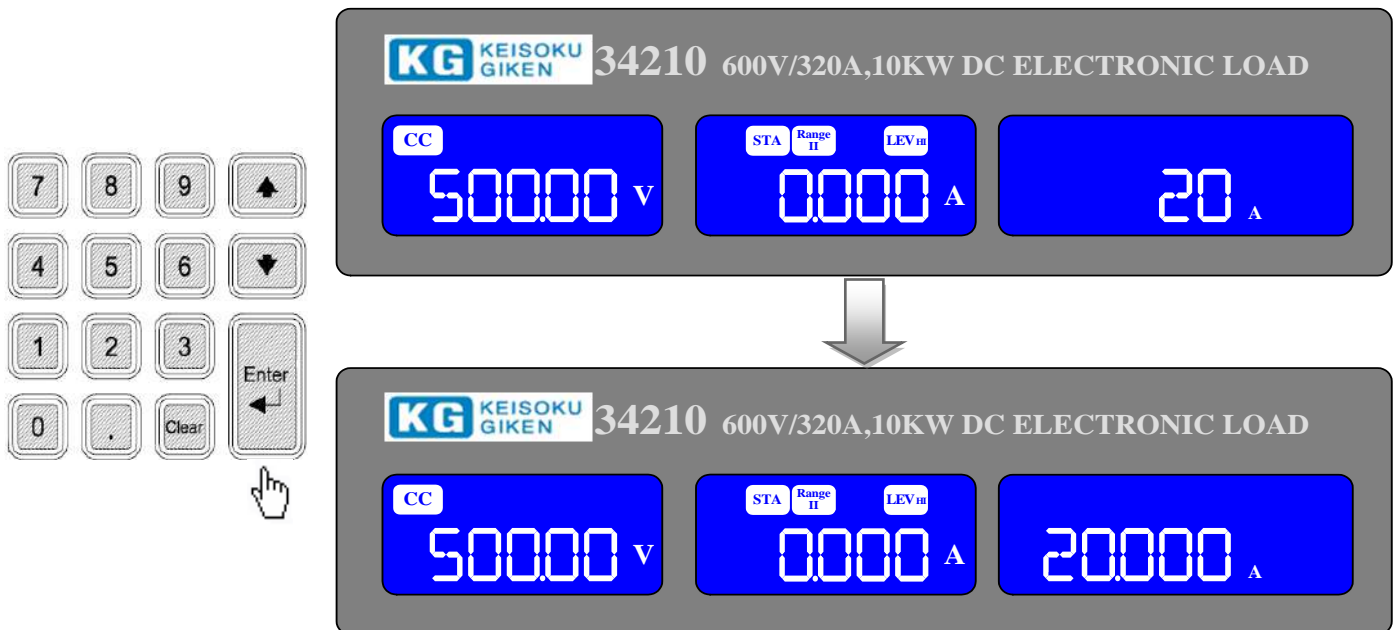 7 8 9
4 5 6
1 2 3 Enter
0 . Clear
KG KEISOKU GIKEN 34210 600V/320A,10KW DC ELECTRONIC LOAD
CC STA Range II LEV HI
500.00 V 0.000 A 20 A
KG KEISOKU GIKEN 34210 600V/320A,10KW DC ELECTRONIC LOAD
CC STA Range II LEV HI
500.00 V 0.000 A 20.000 A